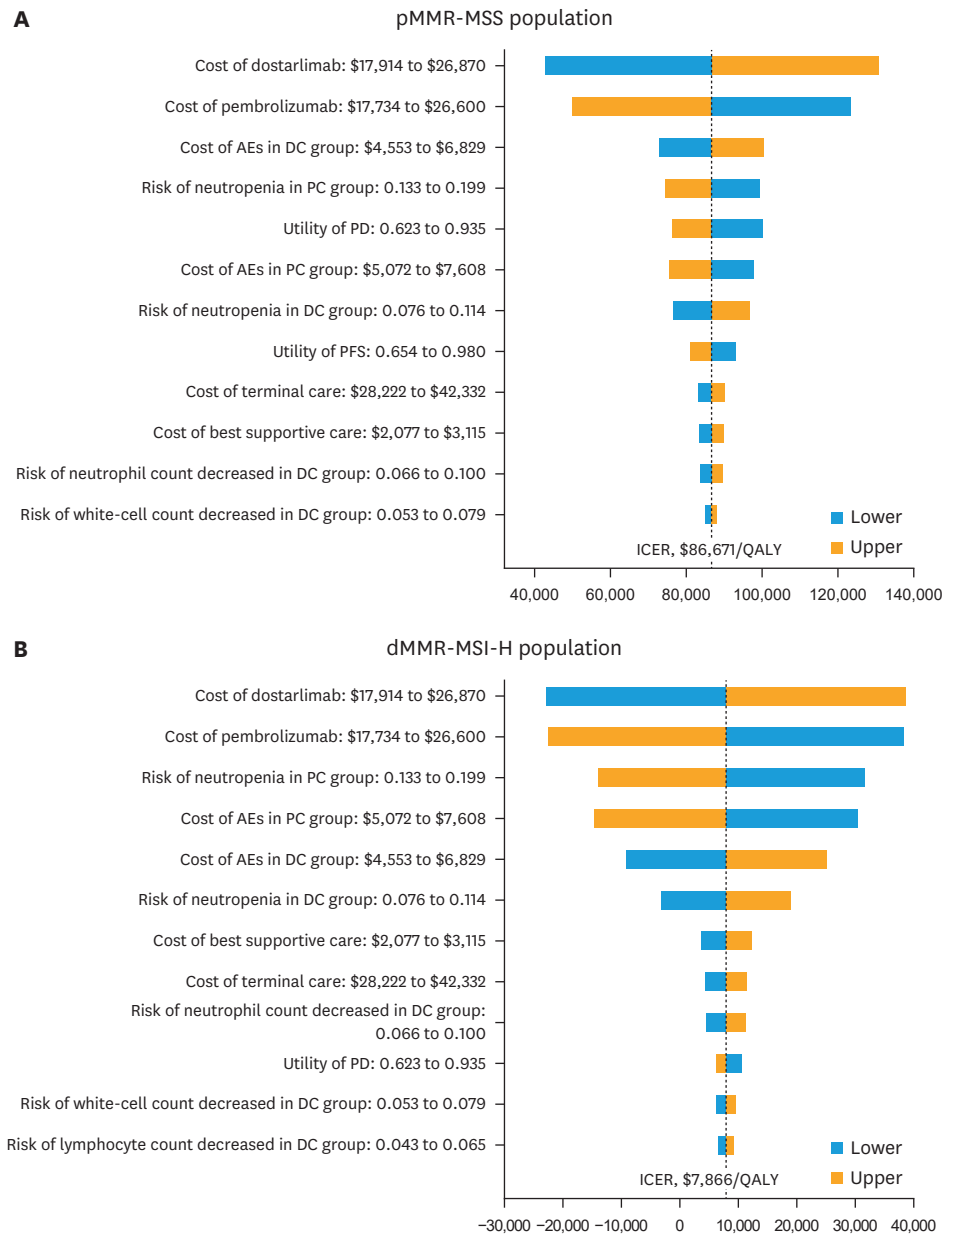 A
pMMR-MSS population
Cost of dostarlimab: $17,914 to $26,870
Cost of pembrolizumab: $17,734 to $26,600
Cost of AEs in DC group: $4,553 to $6,829
Risk of neutropenia in PC group: 0.133 to 0.199
Utility of PD: 0.623 to 0.935
Cost of AEs in PC group: $5,072 to $7,608
Risk of neutropenia in DC group: 0.076 to 0.114
Utility of PFS: 0.654 to 0.980
Cost of terminal care: $28,222 to $42,332
Cost of best supportive care: $2,077 to $3,115
Risk of neutrophil count decreased in DC group: 0.066 to 0.100
Risk of white-cell count decreased in DC group: 0.053 to 0.079
Lower
Upper
ICER, $86,671/QALY
40,000 60,000 80,000 100,000 120,000 140,000
B
dMMR-MSI-H population
Cost of dostarlimab: $17,914 to $26,870
Cost of pembrolizumab: $17,734 to $26,600
Risk of neutropenia in PC group: 0.133 to 0.199
Cost of AEs in PC group: $5,072 to $7,608
Cost of AEs in DC group: $4,553 to $6,829
Risk of neutropenia in DC group: 0.076 to 0.114
Cost of best supportive care: $2,077 to $3,115
Cost of terminal care: $28,222 to $42,332
Risk of neutrophil count decreased in DC group:
0.066 to 0.100
Utility of PD: 0.623 to 0.935
Risk of white-cell count decreased in DC group: 0.053 to 0.079
Risk of lymphocyte count decreased in DC group: 0.043 to 0.065
Lower
Upper
ICER, $7,866/QALY
−30,000 −20,000 −10,000 0 10,000 20,000 30,000 40,000